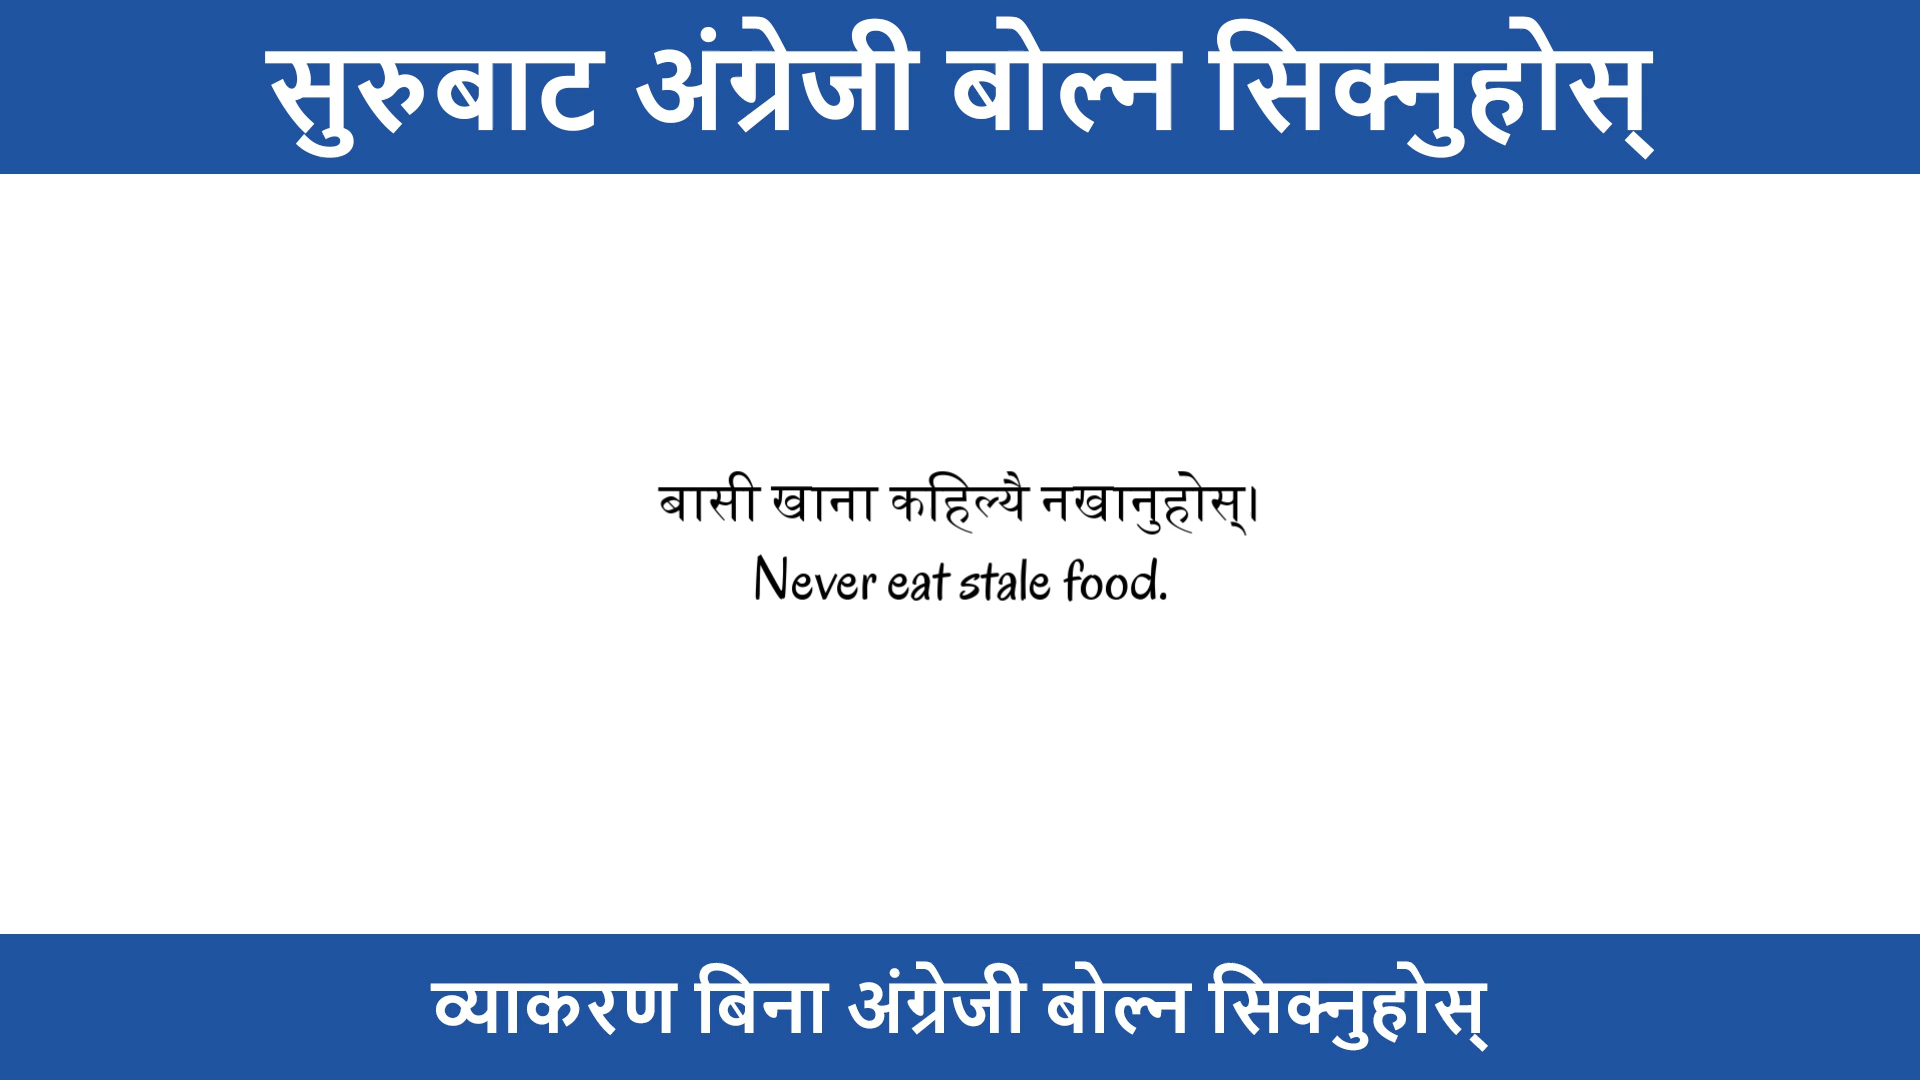 सुरुबाट अंग्रेजी बोल्न सिक्नुहोस्
बासी खाना कहिल्यै नखानुहोस्।
Never eat stale food.
व्याकरण बिना अंग्रेजी बोल्न सिक्नुहोस्